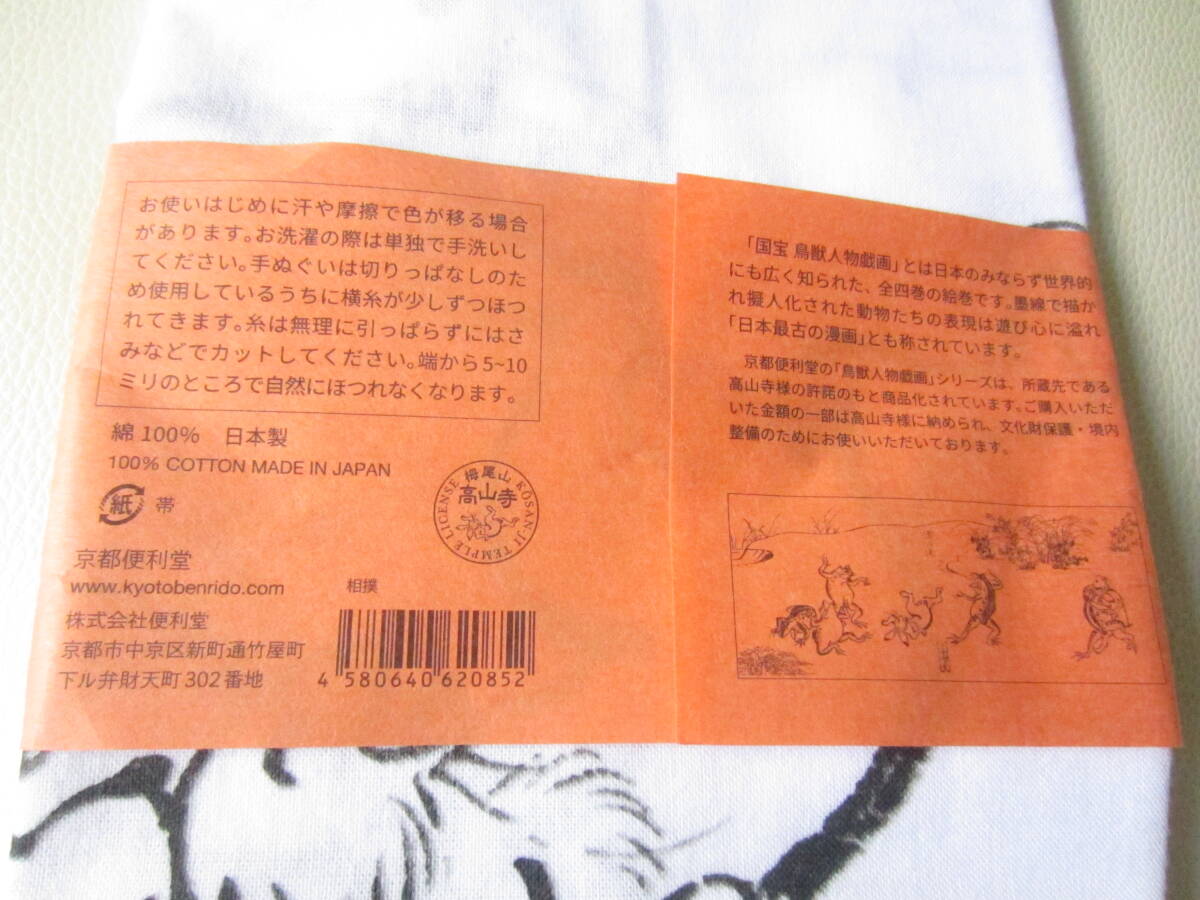 お使いはじめに汗や摩擦で色が移る場合
があります。お洗濯の際は単独で手洗いし
てください。手ぬぐいは切りっぱなしのた
め使用しているうちに横糸が少しずつほつ
れてきます。糸は無理に引っぱらずにはさ
みなどでカットしてください。端から5~10
ミリのところで自然にほつれなくなります。
綿 100% 日本製
100% COTTON MADE IN JAPAN
紙 帯
栂尾山
高山寺
KŌSAN-JI TEMPLE LICENSE
京都便利堂
www.kyotobenrido.com
相撲
株式会社便利堂
京都市中京区新町通竹屋町
下ル弁財天町 302 番地
4 580640 620852
「国宝 鳥獣人物戯画」とは日本のみならず世界的
にも広く知られた、全四巻の絵巻です。墨線で描か
れ擬人化された動物たちの表現は遊び心に溢れ
「日本最古の漫画」とも称されています。
京都便利堂の「鳥獣人物戯画」シリーズは、所蔵先である
高山寺様の許諾のもと商品化されています。ご購入いただ
いた金額の一部は高山寺様に納められ、文化財保護・境内
整備のためにお使いいただいております。